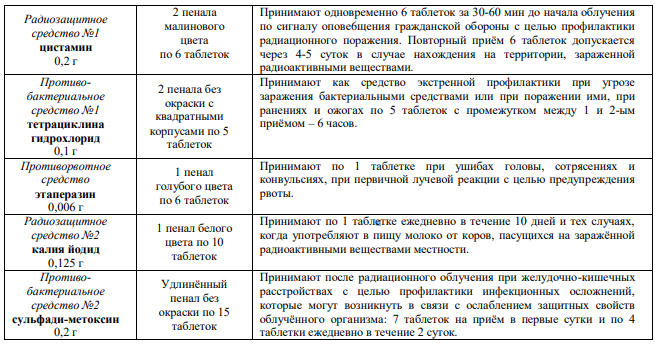 Радиозащитное
средство №1
цистамин
0,2 г
2 пенала
малинового
цвета
по 6 таблеток
Принимают одновременно 6 таблеток за 30-60 мин до начала облучения
по сигналу оповебщения гражданской обороны с целью профилактики
радиационного поражения. Повторный приём 6 таблеток допускается
через 4-5 суток в случае нахождения на территории, зараженной
радиоактивными веществами.
Противо-
бактериальное
средство №1
тетрациклина
гидрохлорид
0,1 г
2 пенала без
окраски с
квадратными
корпусами по 5
таблеток
Принимают как средство экстренной профилактики при угрозе
заражения бактериальными средствами или при поражении ими, при
ранениях и ожогах по 5 таблеток с промежутком между 1 и 2-ым
приёмом – 6 часов.
Противорвотное
средство
этаперазин
0,006 г
1 пенал
голубого цвета
по 6 таблеток
Принимают по 1 таблетке при ушибах головы, сотрясениях и
конвульсиях, при первичной лучевой реакции с целью предупреждения
рвоты.
Радиозащитное
средство №2
калия йодид
0,125 г
1 пенал белого
цвета по 10
таблеток
Принимают по 1 таблетке ежедневно в течение 10 дней и тех случаях,
когда употребляют в пищу молоко от коров, пасущихся на заражённой
радиоактивными веществами местности.
Противо-
бактериальное
средство №2
сульфади-метоксин
0,2 г
Удлинённый
пенал без
окраски по 15
таблеток
Принимают после радиационного облучения при желудочно-кишечных
расстройствах с целью профилактики инфекционных осложнений,
которые могут возникнуть в связи с ослаблением защитных свойств
облучённого организма: 7 таблеток на приём в первые сутки и по 4
таблетки ежедневно в течение 2 суток.